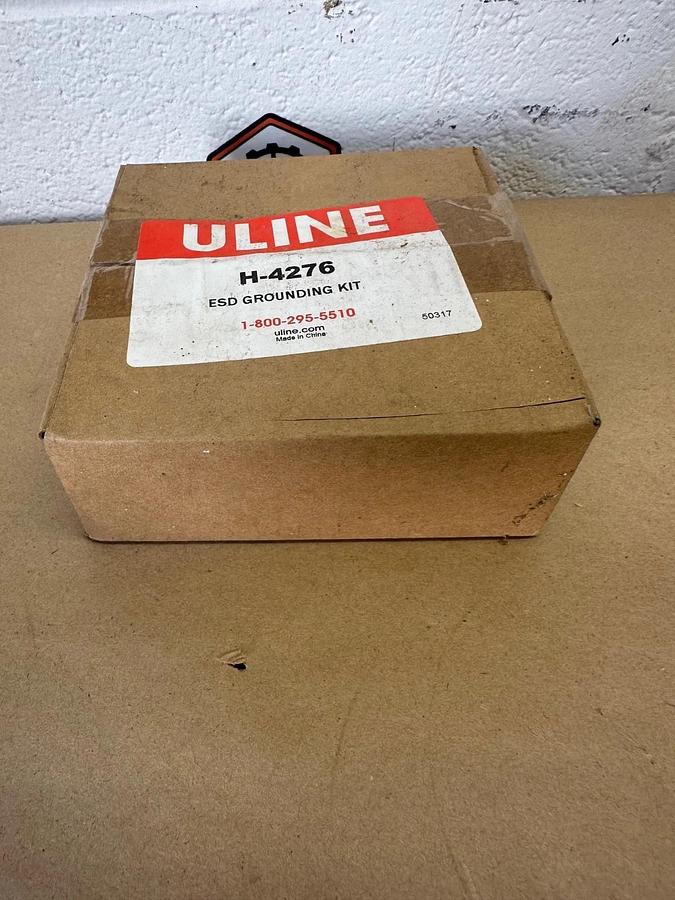 ULINE
H-4276
ESD GROUNDING KIT
1-800-295-5510
uline.com
Made in China
50317